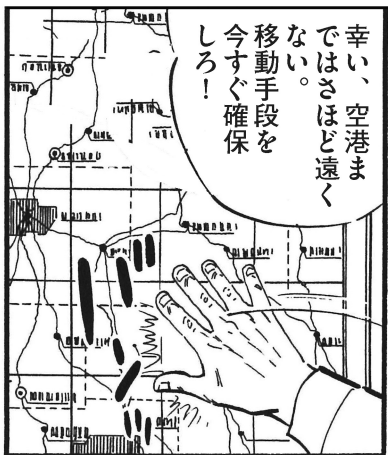 幸い、空港ま
ではさほど遠く
ない。
移動手段を
今すぐ確保
しろ！